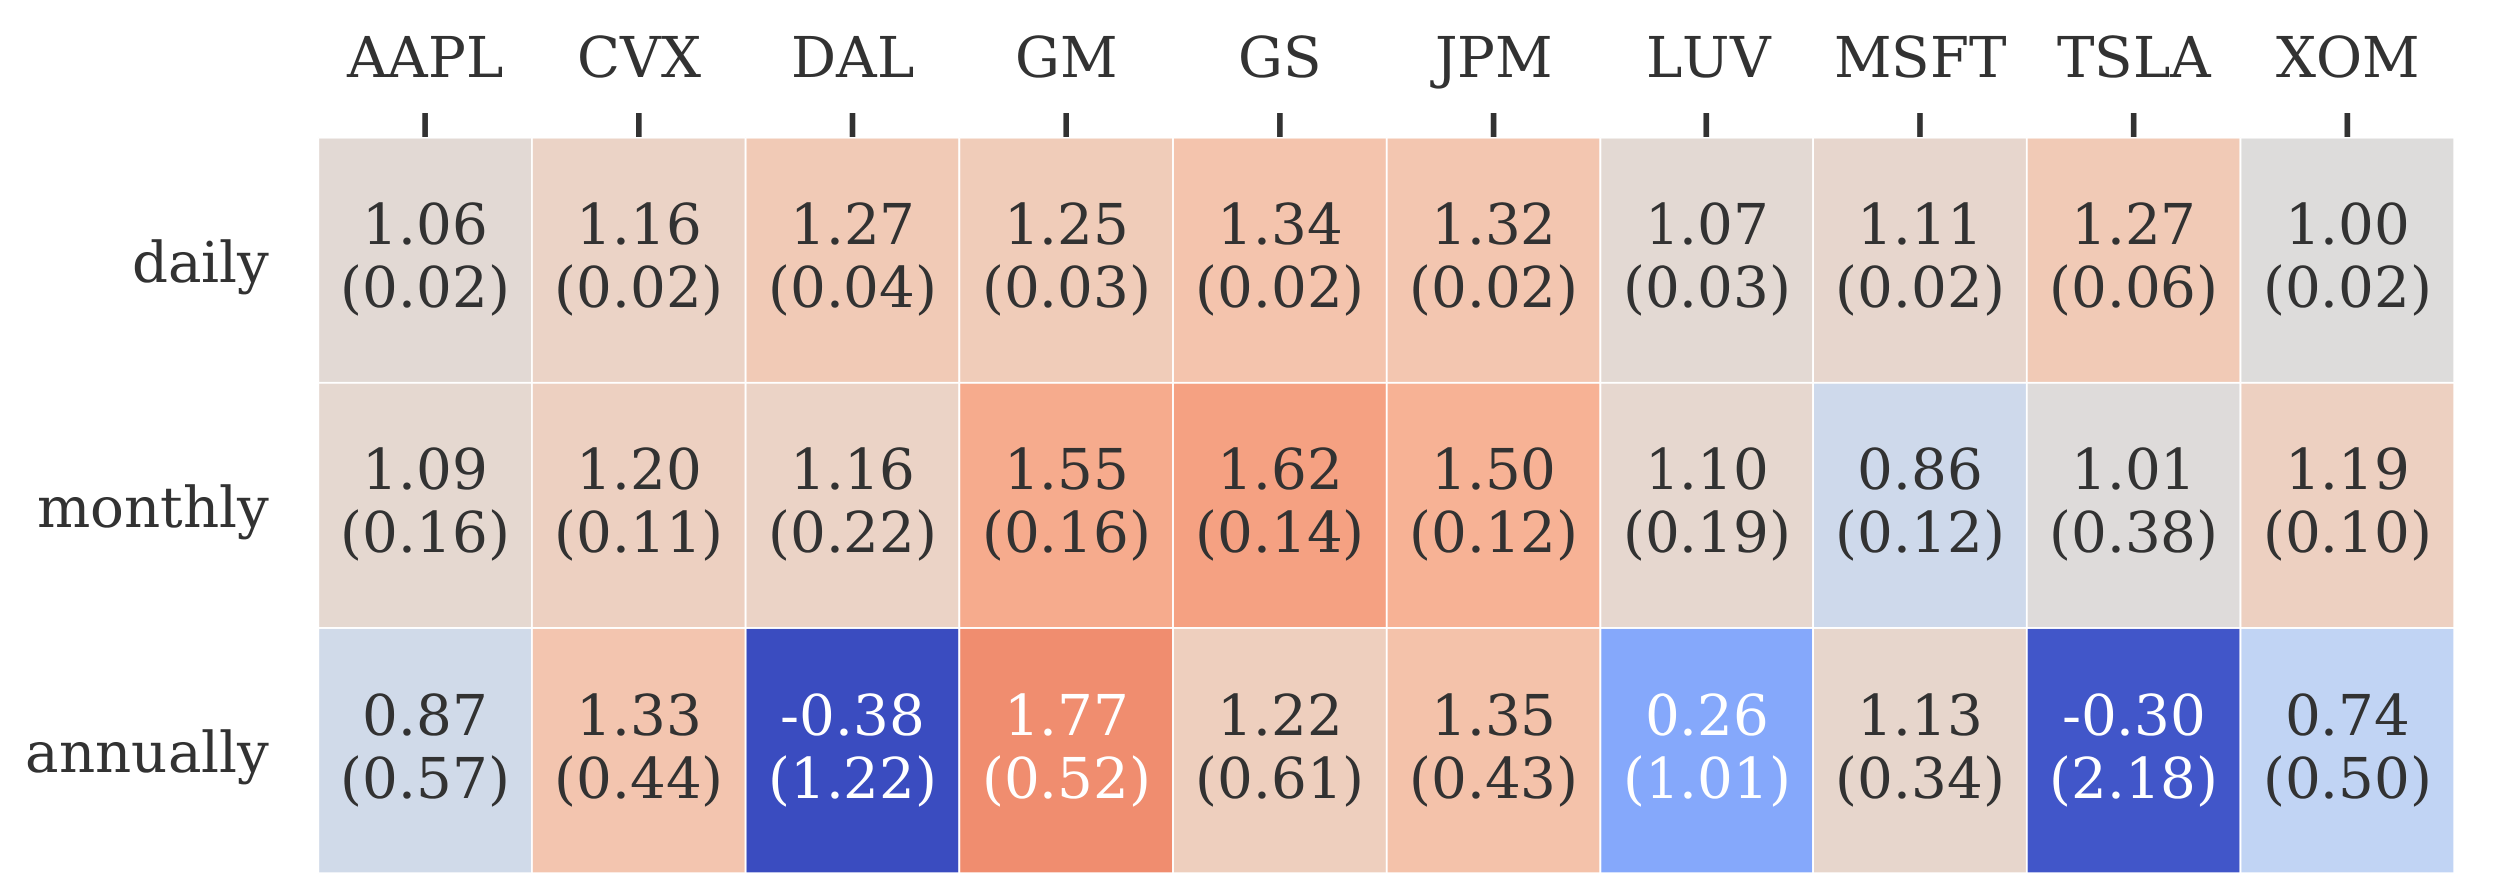 AAPL CVX DAL GM GS JPM LUV MSFT TSLA XOM
daily
1.06 1.16 1.27 1.25 1.34 1.32 1.07 1.11 1.27 1.00
(0.02) (0.02) (0.04) (0.03) (0.02) (0.02) (0.03) (0.02) (0.06) (0.02)
monthly
1.09 1.20 1.16 1.55 1.62 1.50 1.10 0.86 1.01 1.19
(0.16) (0.11) (0.22) (0.16) (0.14) (0.12) (0.19) (0.12) (0.38) (0.10)
annually
0.87 1.33 -0.38 1.77 1.22 1.35 0.26 1.13 -0.30 0.74
(0.57) (0.44) (1.22) (0.52) (0.61) (0.43) (1.01) (0.34) (2.18) (0.50)